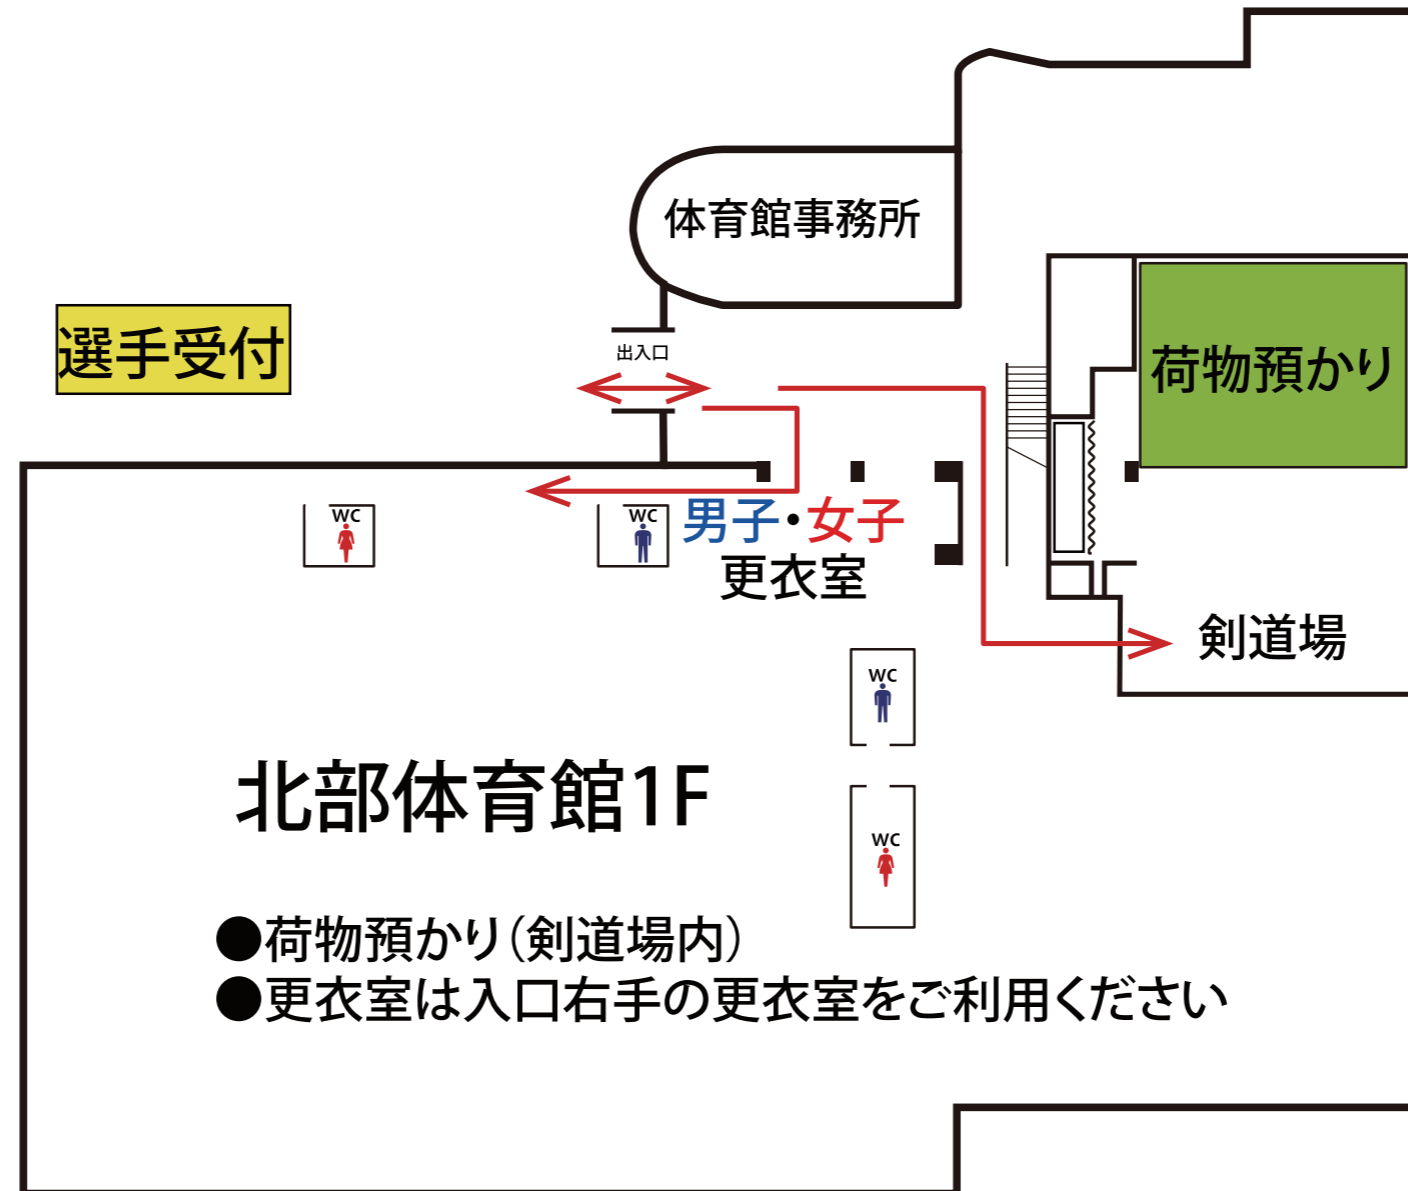 体育館事務所
選手受付
出入口
荷物預かり
WC
WC
男子・女子
更衣室
剣道場
WC
北部体育館1F
WC
●荷物預かり（剣道場内）
●更衣室は入口右手の更衣室をご利用ください